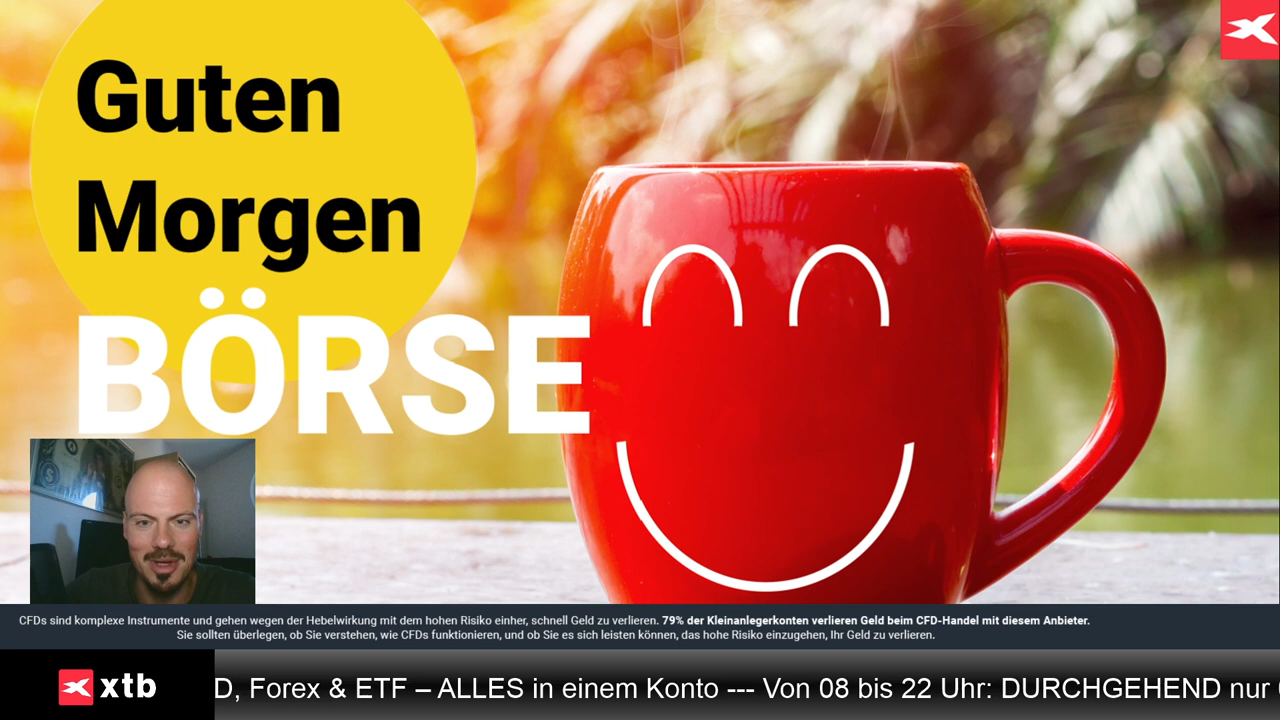 Guten
Morgen
BÖRSE
CFDs sind komplexe Instrumente und gehen wegen der Hebelwirkung mit dem hohen Risiko einher, schnell Geld zu verlieren. 79% der Kleinanlegerkonten verlieren Geld beim CFD-Handel mit diesem Anbieter.
Sie sollten überlegen, ob Sie verstehen, wie CFDs funktionieren, und ob Sie es sich leisten können, das hohe Risiko einzugehen, Ihr Geld zu verlieren.
xtb D, Forex & ETF – ALLES in einem Konto --- Von 08 bis 22 Uhr: DURCHGEHEND nur